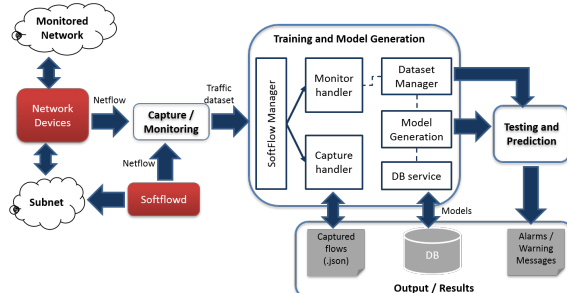 Monitored
Network
Training and Model Generation
Network
Devices
Netflow
Capture /
Monitoring
Traffic
dataset
SoftFlow Manager
Monitor
handler
Dataset
Manager
Model
Generation
Testing and
Prediction
Netflow
Capture
handler
DB service
Subnet
Softflowd
Models
Captured
flows
(.json)
DB
Alarms /
Warning
Messages
Output / Results